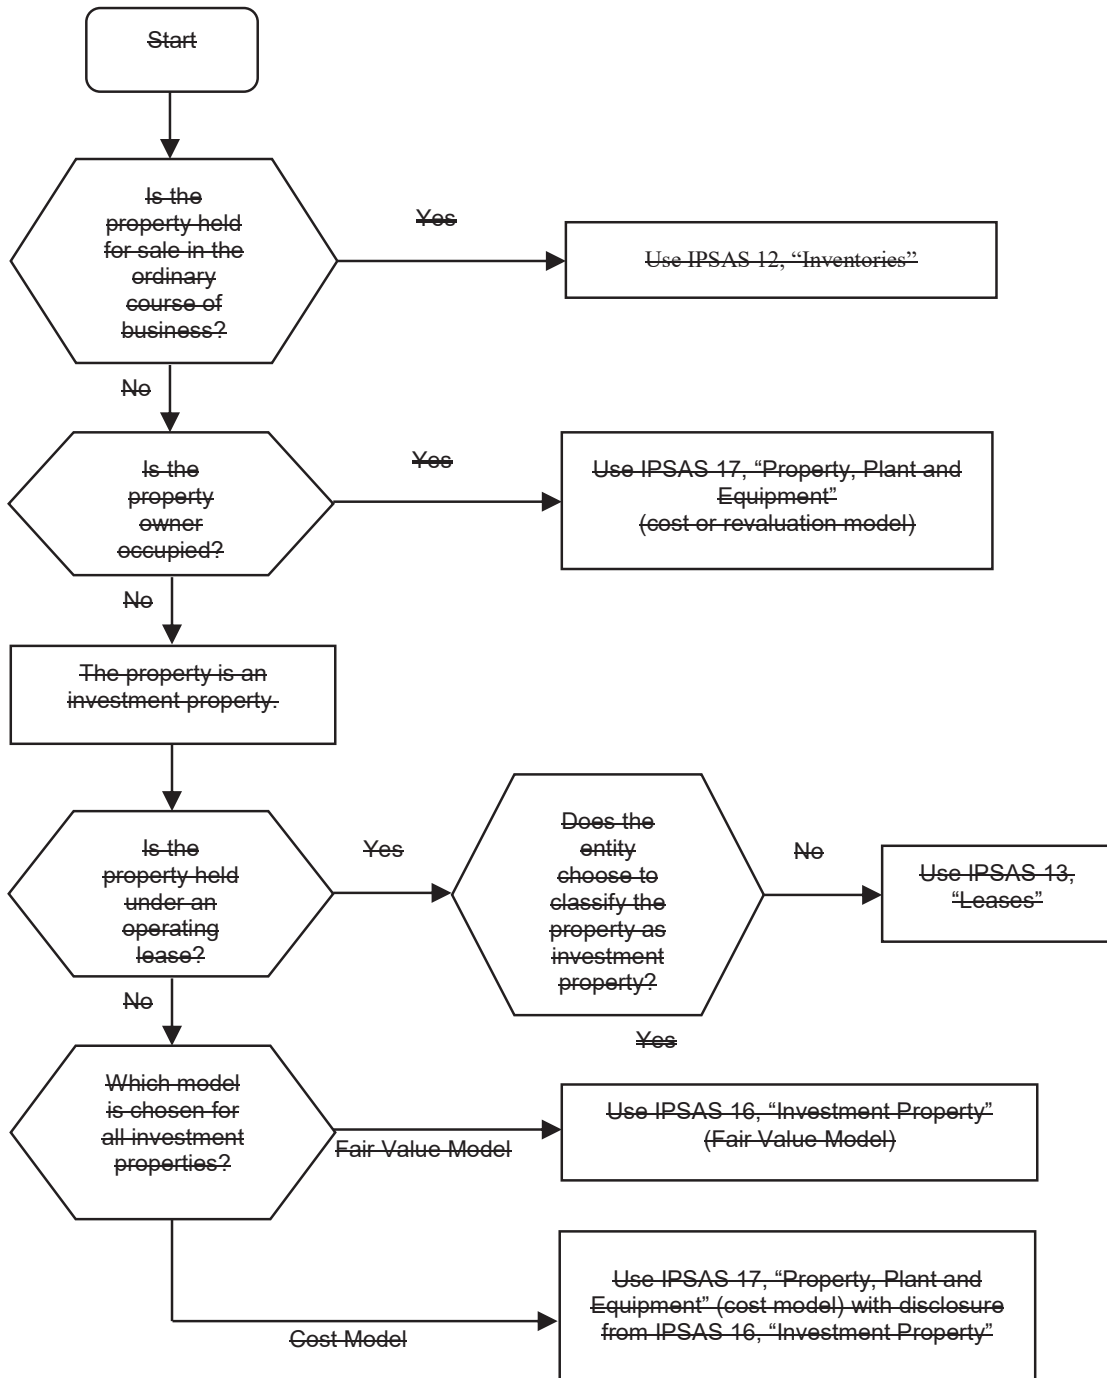 Start
Is the
property held
for sale in the
ordinary
course of
business?
Yes
Use IPSAS 12, “Inventories”
No
Is the
property
owner
occupied?
Yes
Use IPSAS 17, “Property, Plant and
Equipment”
(cost or revaluation model)
No
The property is an
investment property.
Is the
property held
under an
operating
lease?
Yes
Does the
entity
choose to
classify the
property as
investment
property?
No
Use IPSAS 13,
“Leases”
No
Yes
Which model
is chosen for
all investment
properties?
Fair Value Model
Use IPSAS 16, “Investment Property”
(Fair Value Model)
Cost Model
Use IPSAS 17, “Property, Plant and
Equipment” (cost model) with disclosure
from IPSAS 16, “Investment Property”